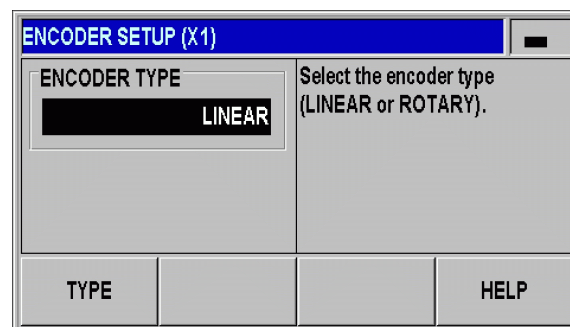 ENCODER SETUP (X1)
ENCODER TYPE
LINEAR
Select the encoder type
(LINEAR or ROTARY).
TYPE
HELP